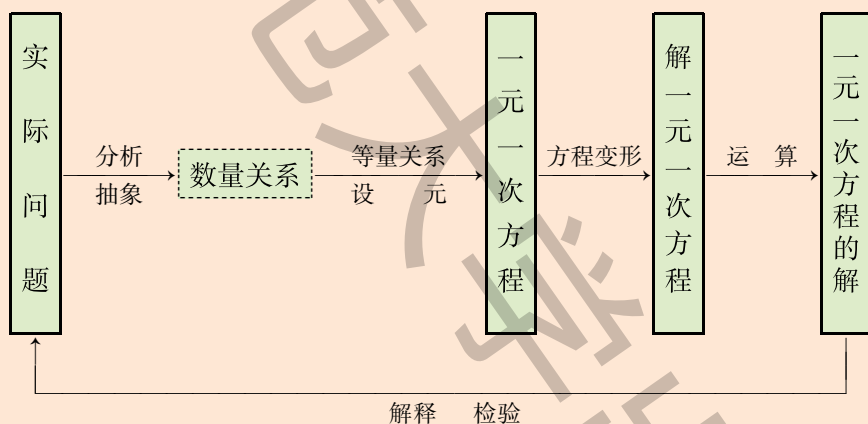 实际问题
分析
抽象
数量关系
等量关系
设 元
一元一次方程
方程变形
解一元一次方程
运 算
一元一次方程的解
解释 检验